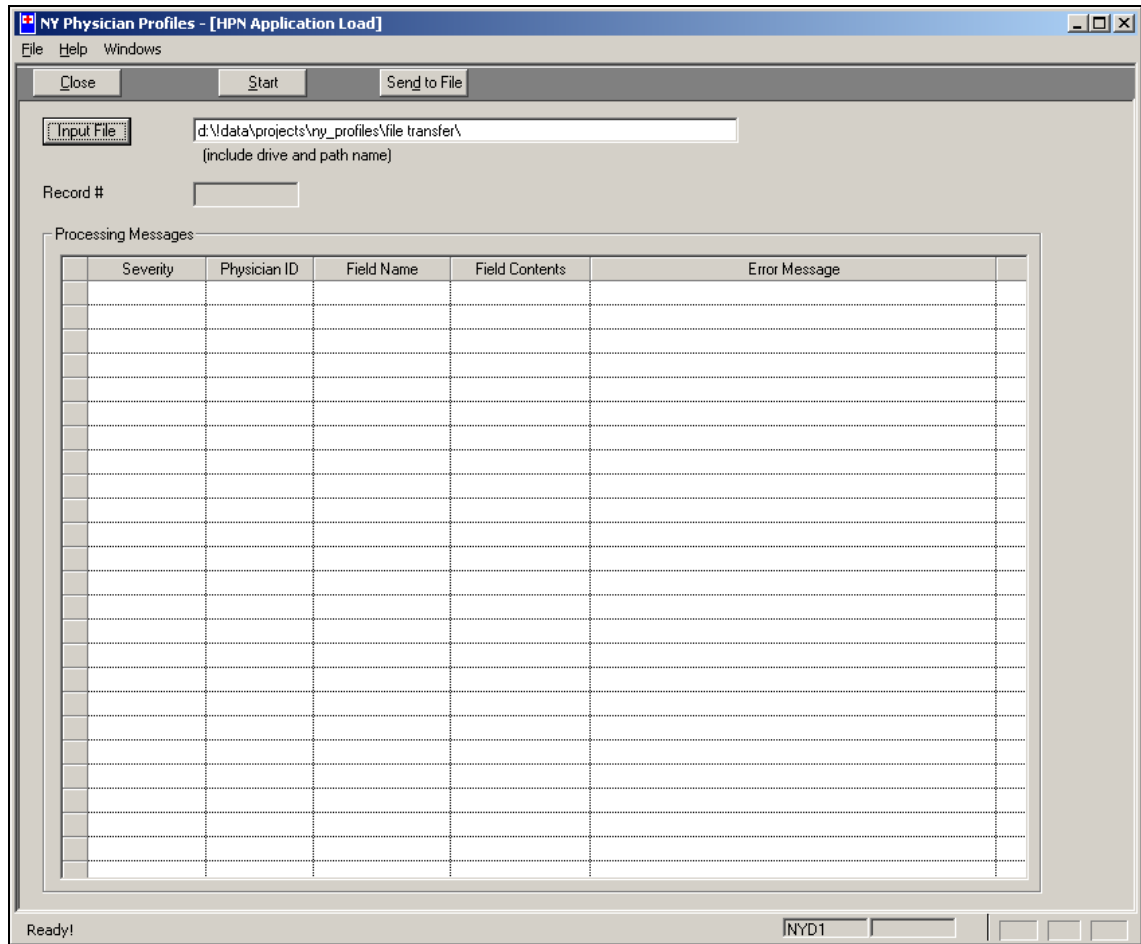 NY Physician Profiles - [HPN Application Load]
File Help Windows
Close Start Send to File
Input File d:\!data\projects\ny_profiles\file transfer\
(include drive and path name)
Record #
Processing Messages
Severity Physician ID Field Name Field Contents Error Message
Ready! NYD1